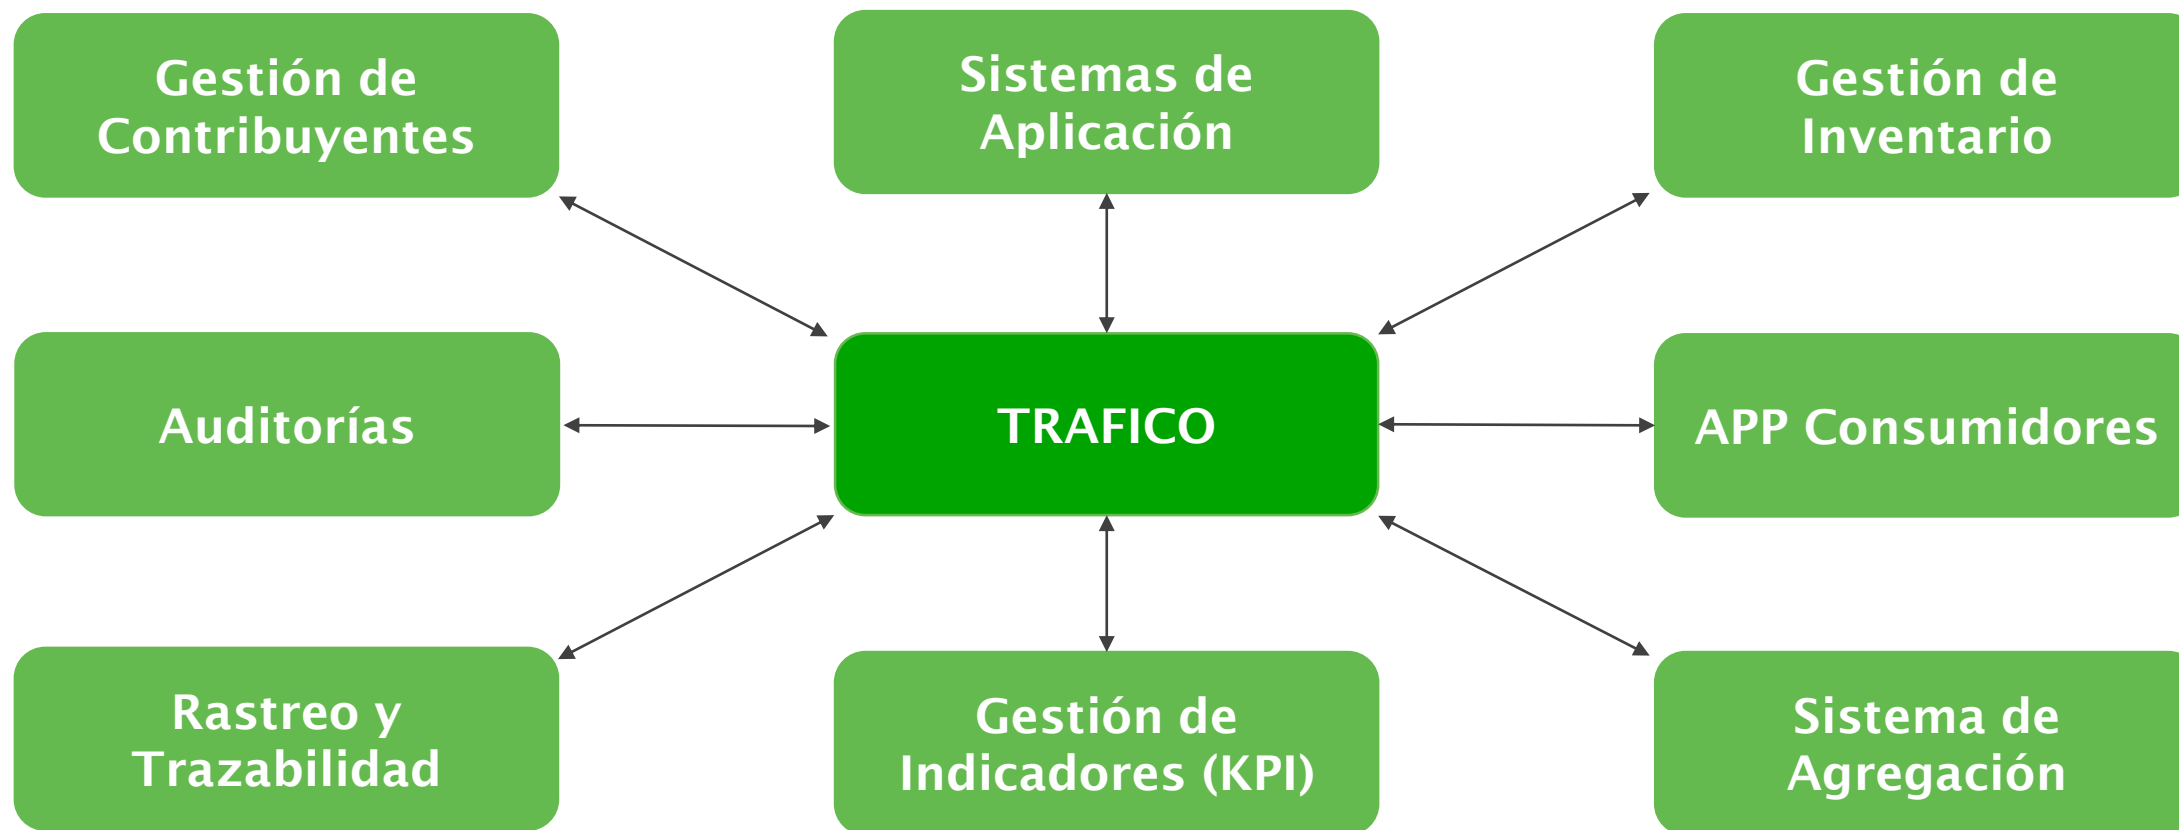 Gestión de
Contribuyentes
Sistemas de
Aplicación
Gestión de
Inventario
Auditorías
TRAFICO
APP Consumidores
Rastreo y
Trazabilidad
Gestión de
Indicadores (KPI)
Sistema de
Agregación